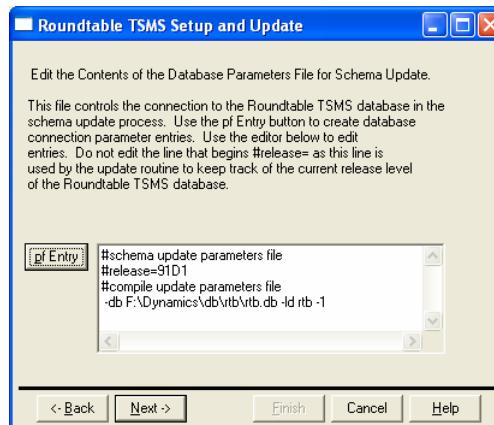 Roundtable TSMS Setup and Update
Edit the Contents of the Database Parameters File for Schema Update.
This file controls the connection to the Roundtable TSMS database in the
schema update process. Use the pf Entry button to create database
connection parameter entries. Use the editor below to edit
entries. Do not edit the line that begins #release= as this line is
used by the update routine to keep track of the current release level
of the Roundtable TSMS database.
pf Entry
#schema update parameters file
#release=91D1
#compile update parameters file
-db F:\Dynamics\db\rtb\rtb.db -ld rtb -1
<- Back
Next ->
Finish
Cancel
Help